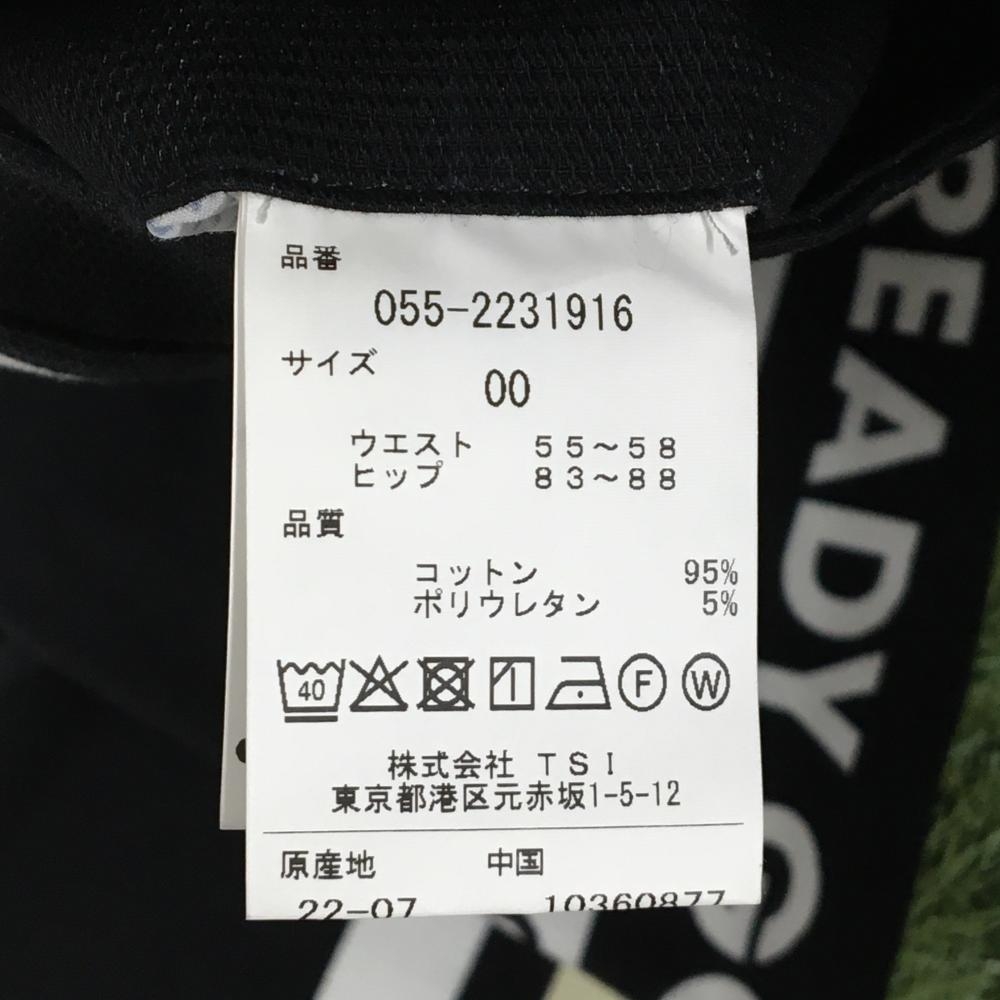 品番
055-2231916
サイズ
00
ウエスト 55～58
ヒップ 83～88
品質
コットン 95%
ポリウレタン 5%
40
F
W
株式会社 TSI
東京都港区元赤坂1-5-12
原産地 中国
22-07 10360877
READY GO